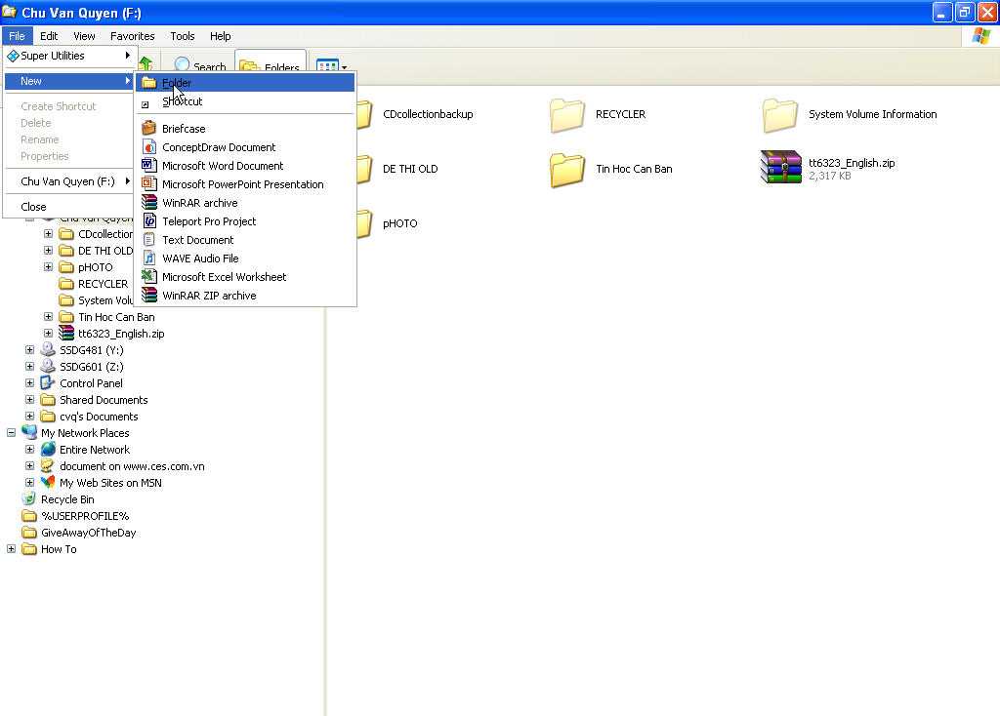 Chu Van Quyen (F:)
File Edit View Favorites Tools Help
Super Utilities
New
Create Shortcut
Delete
Rename
Properties
Chu Van Quyen (F:)
Close
Search Folders
Folder
Shortcut
Briefcase
ConceptDraw Document
Microsoft Word Document
Microsoft PowerPoint Presentation
WinRAR archive
Teleport Pro Project
Text Document
WAVE Audio File
Microsoft Excel Worksheet
WinRAR ZIP archive
CDcollectionbackup
RECYCLER
System Volume Information
DE THI OLD
Tin Hoc Can Ban
tt6323_English.zip
2,317 KB
pHOTO
Chu Van Quyen
CDcollection
DE THI OLD
pHOTO
RECYCLER
System Volu
Tin Hoc Can Ban
tt6323_English.zip
SSDG481 (Y:)
SSDG601 (Z:)
Control Panel
Shared Documents
cvq's Documents
My Network Places
Entire Network
document on www.ces.com.vn
My Web Sites on MSN
Recycle Bin
%USERPROFILE%
GiveAwayOfTheDay
How To